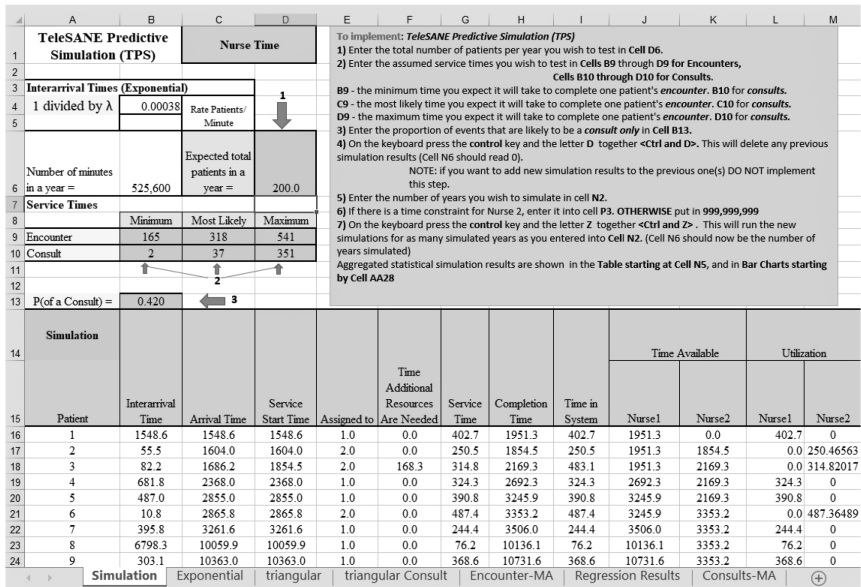 A B C D E F G H I J K L M
1 TeleSANE Predictive Simulation (TPS) Nurse Time
2
3 Interarrival Times (Exponential) 1
4 1 divided by λ 0.00038 Rate Patients/
5 Minute
6 Number of minutes in a year = 525,600 Expected total patients in a year = 200.0
7 Service Times
8 Minimum Most Likely Maximum
9 Encounter 165 318 541
10 Consult 2 37 351
11
12 2
13 P(of a Consult) = 0.420 3
To implement: TeleSANE Predictive Simulation (TPS)
1) Enter the total number of patients per year you wish to test in Cell D6.
2) Enter the assumed service times you wish to test in Cells B9 through D9 for Encounters,
Cells B10 through D10 for Consults.
B9 - the minimum time you expect it will take to complete one patient's encounter. B10 for consults.
C9 - the most likely time you expect it will take to complete one patient's encounter. C10 for consults.
D9 - the maximum time you expect it will take to complete one patient's encounter. D10 for consults.
3) Enter the proportion of events that are likely to be a consult only in Cell B13.
4) On the keyboard press the control key and the letter D together <Ctrl and D>. This will delete any previous
simulation results (Cell N6 should read 0).
NOTE: if you want to add new simulation results to the previous one(s) DO NOT implement
this step.
5) Enter the number of years you wish to simulate in cell N2.
6) If there is a time constraint for Nurse 2, enter it into cell P3. OTHERWISE put in 999,999,999
7) On the keyboard press the control key and the letter Z together <Ctrl and Z> . This will run the new
simulations for as many simulated years as you entered into Cell N2. (Cell N6 should now be the number of
years simulated)
Aggregated statistical simulation results are shown in the Table starting at Cell N5, and in Bar Charts starting
by Cell AA28
14 Simulation Time Available Utilization
15 Patient Interarrival Time Arrival Time Service Start Time Assigned to Time Additional Resources Are Needed Service Time Completion Time Time in System Nurse1 Nurse2 Nurse1 Nurse2
16 1 1548.6 1548.6 1548.6 1.0 0.0 402.7 1951.3 402.7 1951.3 0.0 402.7 0
17 2 55.5 1604.0 1604.0 2.0 0.0 250.5 1854.5 250.5 1951.3 1854.5 0.0 250.46563
18 3 82.2 1686.2 1854.5 2.0 168.3 314.8 2169.3 483.1 1951.3 2169.3 0.0 314.82017
19 4 681.8 2368.0 2368.0 1.0 0.0 324.3 2692.3 324.3 2692.3 2169.3 324.3 0
20 5 487.0 2855.0 2855.0 1.0 0.0 390.8 3245.9 390.8 3245.9 2169.3 390.8 0
21 6 10.8 2865.8 2865.8 2.0 0.0 487.4 3353.2 487.4 3245.9 3353.2 0.0 487.36489
22 7 395.8 3261.6 3261.6 1.0 0.0 244.4 3506.0 244.4 3506.0 3353.2 244.4 0
23 8 6798.3 10059.9 10059.9 1.0 0.0 76.2 10136.1 76.2 10136.1 3353.2 76.2 0
24 9 303.1 10363.0 10363.0 1.0 0.0 368.6 10731.6 368.6 10731.6 3353.2 368.6 0
Simulation Exponential triangular triangular Consult Encounter-MA Regression Results Consults-MA